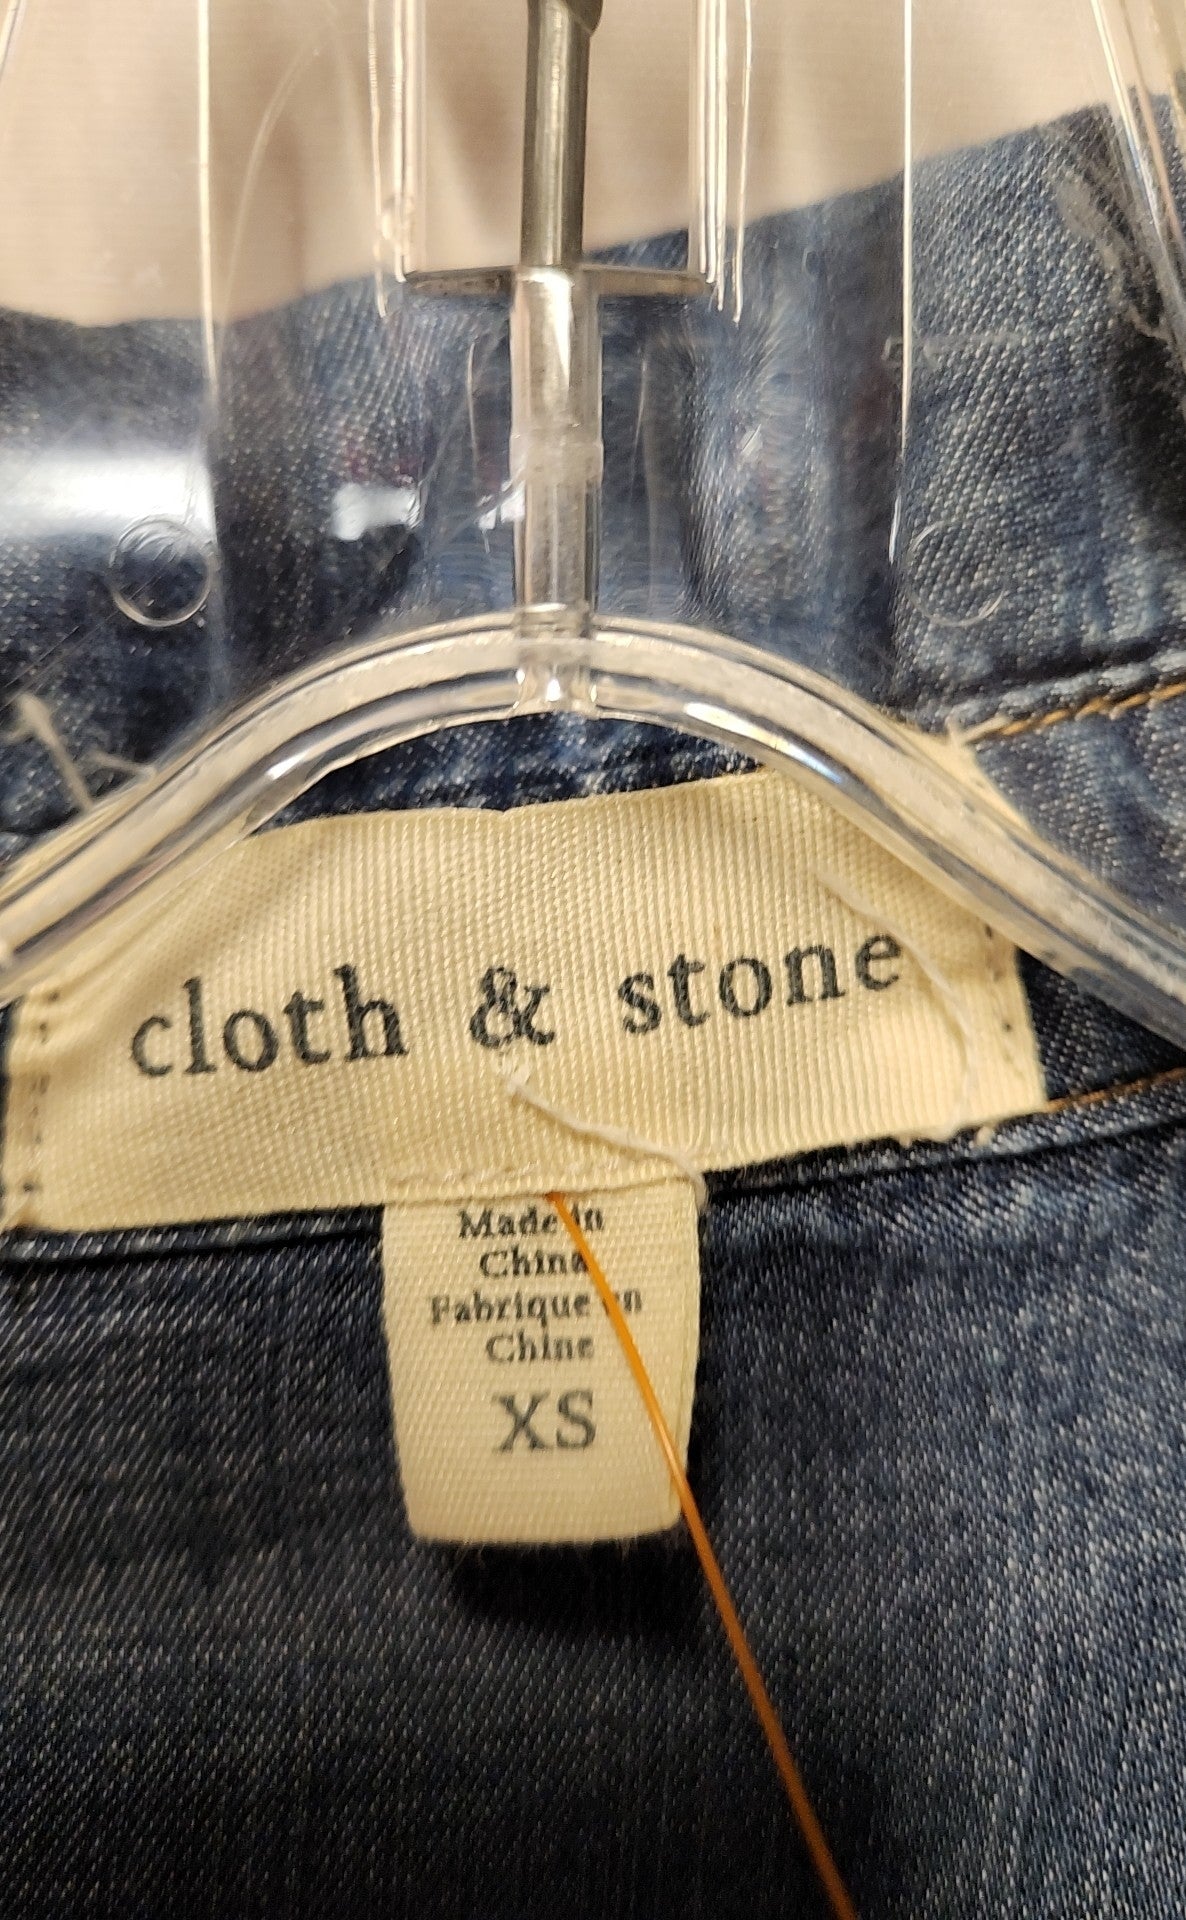 cloth & stone
Made in
China
Fabrique en
Chine
XS